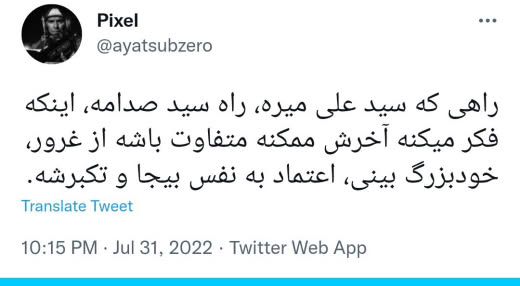 Pixel
@ayatsubzero
راهی که سید علی میره، راه سید صدامه، اینکه
فکر میکنه آخرش ممکنه متفاوت باشه از غرور،
خودبزرگ بینی، اعتماد به نفس بیجا و تکبرشه.
Translate Tweet
10:15 PM · Jul 31, 2022 · Twitter Web App